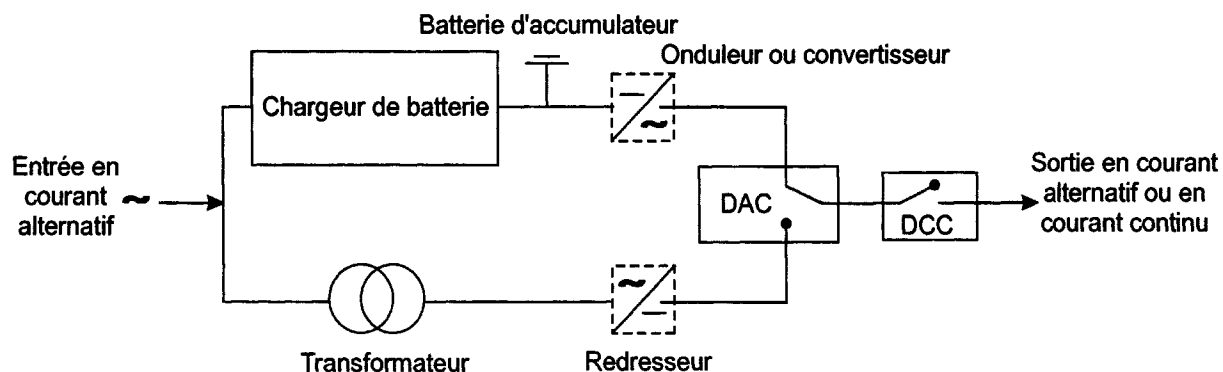 Batterie d'accumulateur
Onduleur ou convertisseur
Chargeur de batterie
Entrée en
courant
alternatif
Sortie en courant
alternatif ou en
courant continu
DAC
DCC
Transformateur
Redresseur